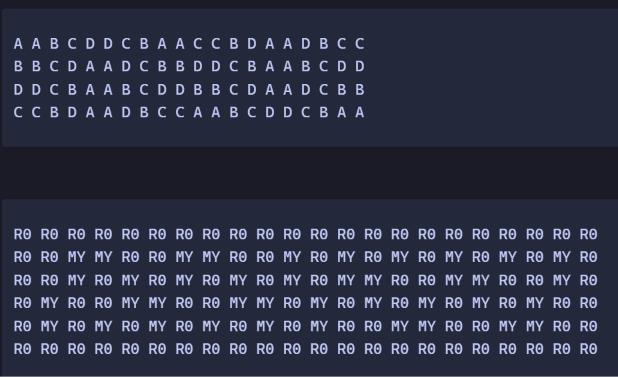 A A B C D D C B A A C C B D A A D B C C
B B C D A A D C B B D D C B A A B C D D
D D C B A A B C D D B B C D A A D C B B
C C B D A A D B C C A A B C D D C B A A
R0 R0 R0 R0 R0 R0 R0 R0 R0 R0 R0 R0 R0 R0 R0 R0 R0 R0 R0 R0 R0 R0
R0 R0 MY MY R0 R0 MY MY R0 R0 MY R0 MY R0 MY R0 MY R0 MY R0 MY R0
R0 R0 MY R0 MY R0 MY R0 MY R0 MY R0 MY MY R0 R0 MY MY R0 MY MY R0
R0 MY R0 R0 MY MY R0 R0 MY MY R0 MY R0 MY R0 MY R0 MY R0 MY R0 R0
R0 MY R0 MY R0 MY R0 MY R0 MY R0 MY R0 R0 MY MY R0 R0 MY MY R0 R0
R0 R0 R0 R0 R0 R0 R0 R0 R0 R0 R0 R0 R0 R0 R0 R0 R0 R0 R0 R0 R0 R0